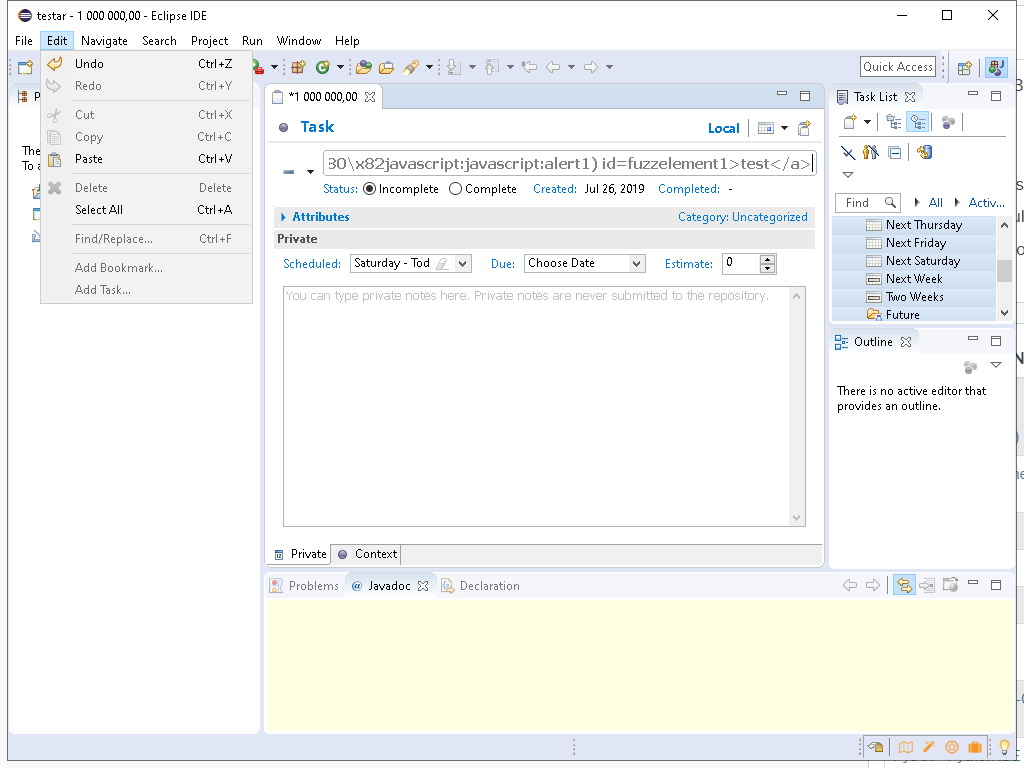 testar - 1 000 000,00 - Eclipse IDE
File Edit Navigate Search Project Run Window Help
Undo Ctrl+Z
Redo Ctrl+Y
Cut Ctrl+X
Copy Ctrl+C
Paste Ctrl+V
Delete Delete
Select All Ctrl+A
Find/Replace... Ctrl+F
Add Bookmark...
Add Task...
Quick Access
*1 000 000,00
Task
Local
80\x82javascript:javascript:alert1) id=fuzzelement1>test</a>
Status: Incomplete Complete Created: Jul 26, 2019 Completed: -
Attributes Category: Uncategorized
Private
Scheduled: Saturday - Tod Due: Choose Date Estimate: 0
You can type private notes here. Private notes are never submitted to the repository.
Private Context
Task List
Find All Activ...
Next Thursday
Next Friday
Next Saturday
Next Week
Two Weeks
Future
Outline
There is no active editor that
provides an outline.
Problems @ Javadoc Declaration